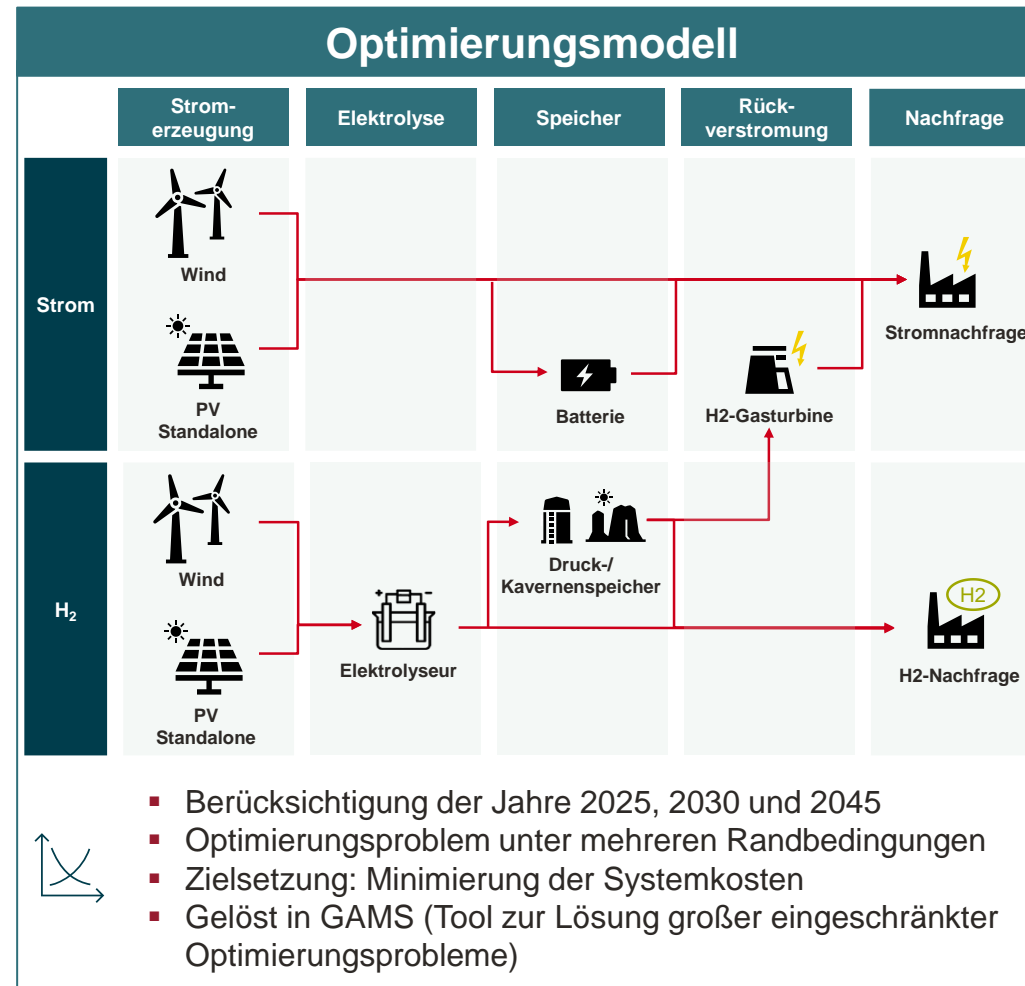 Optimierungsmodell
Strom-
erzeugung
Elektrolyse
Speicher
Rück-
verstromung
Nachfrage
Strom
Wind
PV
Standalone
Batterie
H2-Gasturbine
Stromnachfrage
H₂
Wind
PV
Standalone
Elektrolyseur
Druck-/
Kavernenspeicher
H2
H2-Nachfrage
▪ Berücksichtigung der Jahre 2025, 2030 und 2045
▪ Optimierungsproblem unter mehreren Randbedingungen
▪ Zielsetzung: Minimierung der Systemkosten
▪ Gelöst in GAMS (Tool zur Lösung großer eingeschränkter
Optimierungsprobleme)